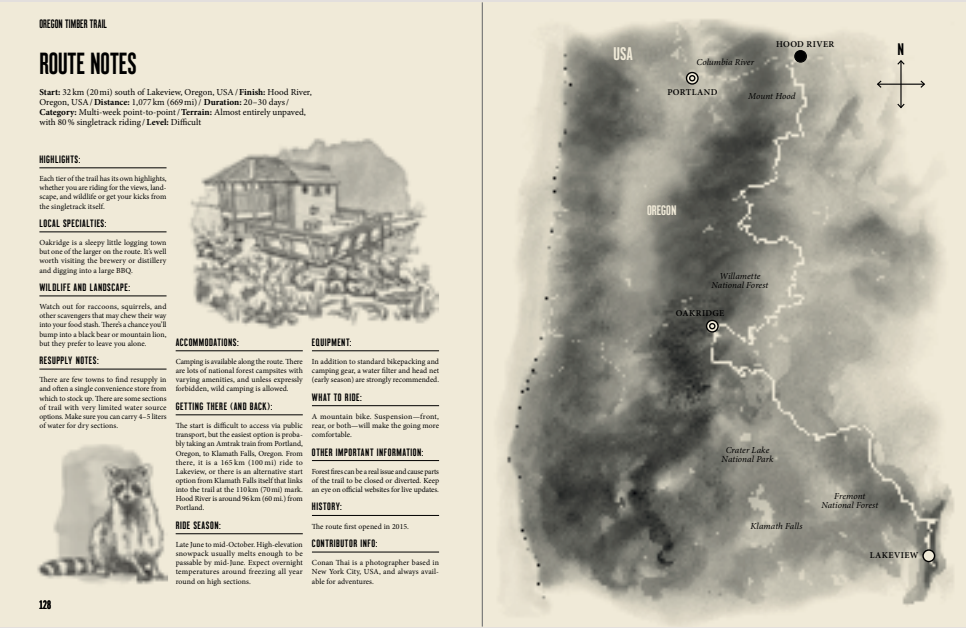 OREGON TIMBER TRAIL
ROUTE NOTES
Start: 32 km (20 mi) south of Lakeview, Oregon, USA / Finish: Hood River,
Oregon, USA / Distance: 1,077 km (669 mi) / Duration: 20–30 days /
Category: Multi-week point-to-point / Terrain: Almost entirely unpaved,
with 80 % singletrack riding / Level: Difficult
HIGHLIGHTS:
Each tier of the trail has its own highlights,
whether you are riding for the views, land-
scape, and wildlife or get your kicks from
the singletrack itself.
LOCAL SPECIALTIES:
Oakridge is a sleepy little logging town
but one of the larger on the route. It's well
worth visiting the brewery or distillery
and digging into a large BBQ.
WILDLIFE AND LANDSCAPE:
Watch out for raccoons, squirrels, and
other scavengers that may chew their way
into your food stash. There's a chance you'll
bump into a black bear or mountain lion,
but they prefer to leave you alone.
RESUPPLY NOTES:
There are few towns to find resupply in
and often a single convenience store from
which to stock up. There are some sections
of trail with very limited water source
options. Make sure you can carry 4–5 liters
of water for dry sections.
ACCOMMODATIONS:
Camping is available along the route. There
are lots of national forest campsites with
varying amenities, and unless expressly
forbidden, wild camping is allowed.
GETTING THERE (AND BACK):
The start is difficult to access via public
transport, but the easiest option is proba-
bly taking an Amtrak train from Portland,
Oregon, to Klamath Falls, Oregon. From
there, it is a 165 km (100 mi) ride to
Lakeview, or there is an alternative start
option from Klamath Falls itself that links
into the trail at the 110 km (70 mi) mark.
Hood River is around 96 km (60 mi.) from
Portland.
RIDE SEASON:
Late June to mid-October. High-elevation
snowpack usually melts enough to be
passable by mid-June. Expect overnight
temperatures around freezing all year
round on high sections.
EQUIPMENT:
In addition to standard bikepacking and
camping gear, a water filter and head net
(early season) are strongly recommended.
WHAT TO RIDE:
A mountain bike. Suspension—front,
rear, or both—will make the going more
comfortable.
OTHER IMPORTANT INFORMATION:
Forest fires can be a real issue and cause parts
of the trail to be closed or diverted. Keep
an eye on official websites for live updates.
HISTORY:
The route first opened in 2015.
CONTRIBUTOR INFO:
Conan Thai is a photographer based in
New York City, USA, and always avail-
able for adventures.
128
USA
HOOD RIVER
N
Columbia River
PORTLAND
Mount Hood
OREGON
Willamette
National Forest
OAKRIDGE
Crater Lake
National Park
Fremont
National Forest
Klamath Falls
LAKEVIEW